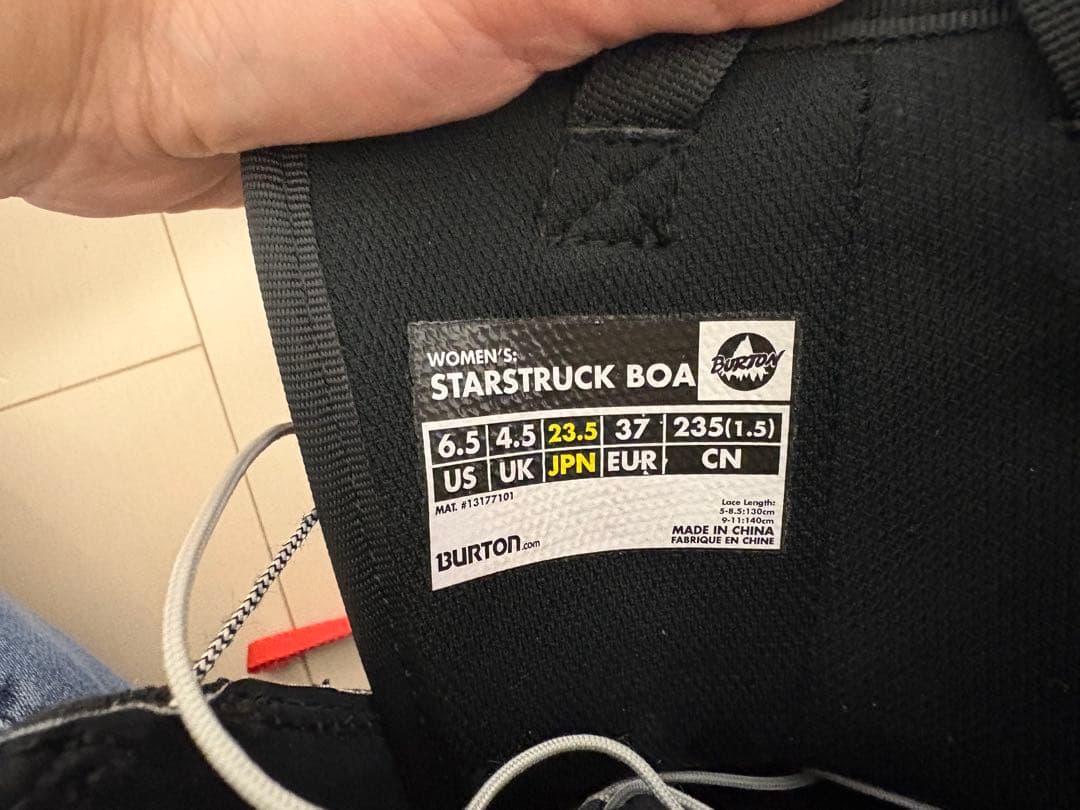 WOMEN'S:
STARSTRUCK BOA
BURTON
6.5 4.5 23.5 37 235(1.5)
US UK JPN EUR CN
MAT. #13177101
Lace Length:
5-8.5:130cm
9-11:140cm
MADE IN CHINA
FABRIQUE EN CHINE
BURTON.com